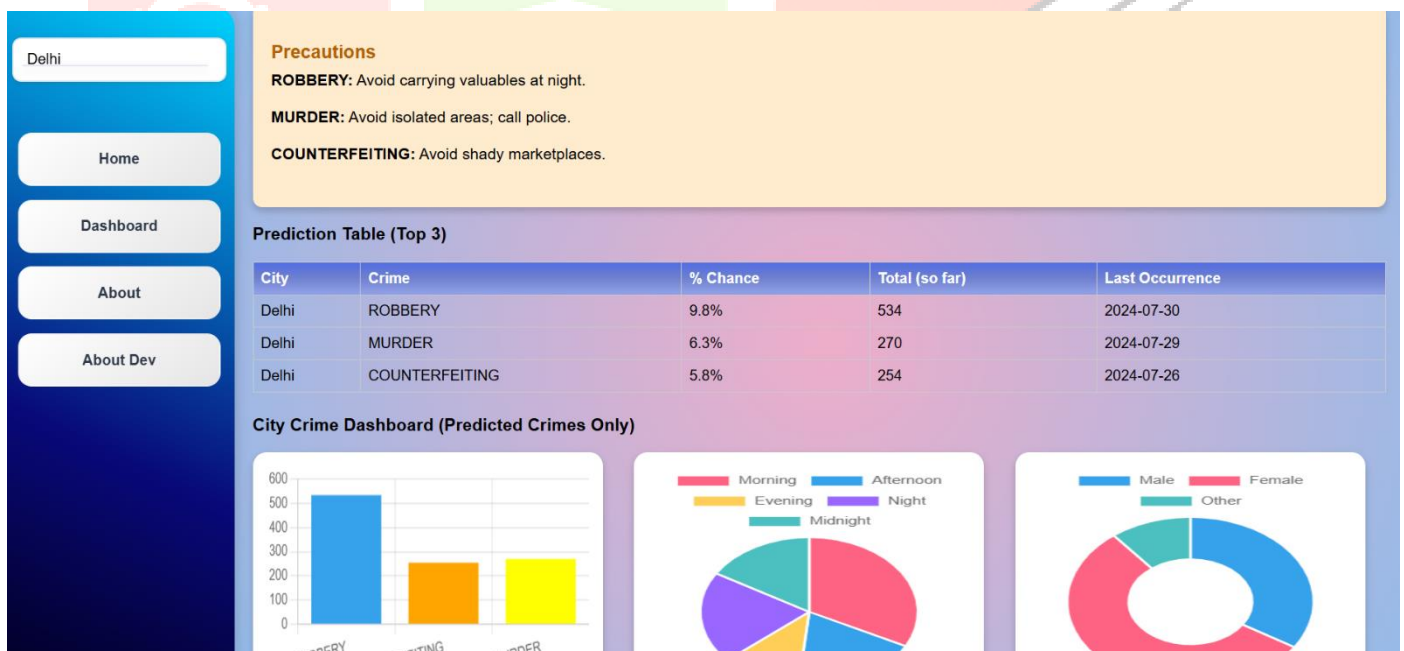 Delhi
Home
Dashboard
About
About Dev
Precautions
ROBBERY: Avoid carrying valuables at night.
MURDER: Avoid isolated areas; call police.
COUNTERFEITING: Avoid shady marketplaces.
Prediction Table (Top 3)
City Crime % Chance Total (so far) Last Occurrence
Delhi ROBBERY 9.8% 534 2024-07-30
Delhi MURDER 6.3% 270 2024-07-29
Delhi COUNTERFEITING 5.8% 254 2024-07-26
City Crime Dashboard (Predicted Crimes Only)
600
500
400
300
200
100
0
Morning Afternoon
Evening Night
Midnight
Male Female
Other